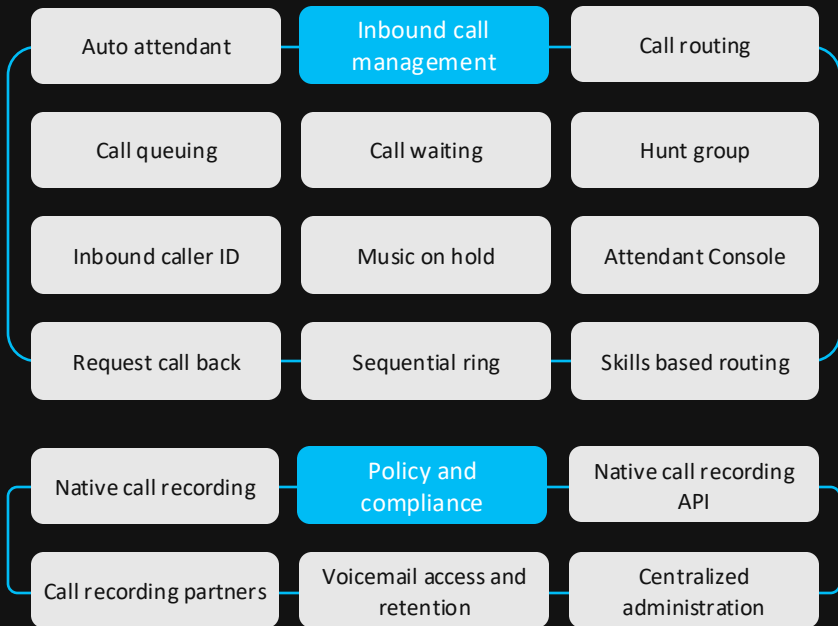 Auto attendant
Inbound call
management
Call routing
Call queuing
Call waiting
Hunt group
Inbound caller ID
Music on hold
Attendant Console
Request call back
Sequential ring
Skills based routing
Native call recording
Policy and
compliance
Native call recording
API
Call recording partners
Voicemail access and
retention
Centralized
administration